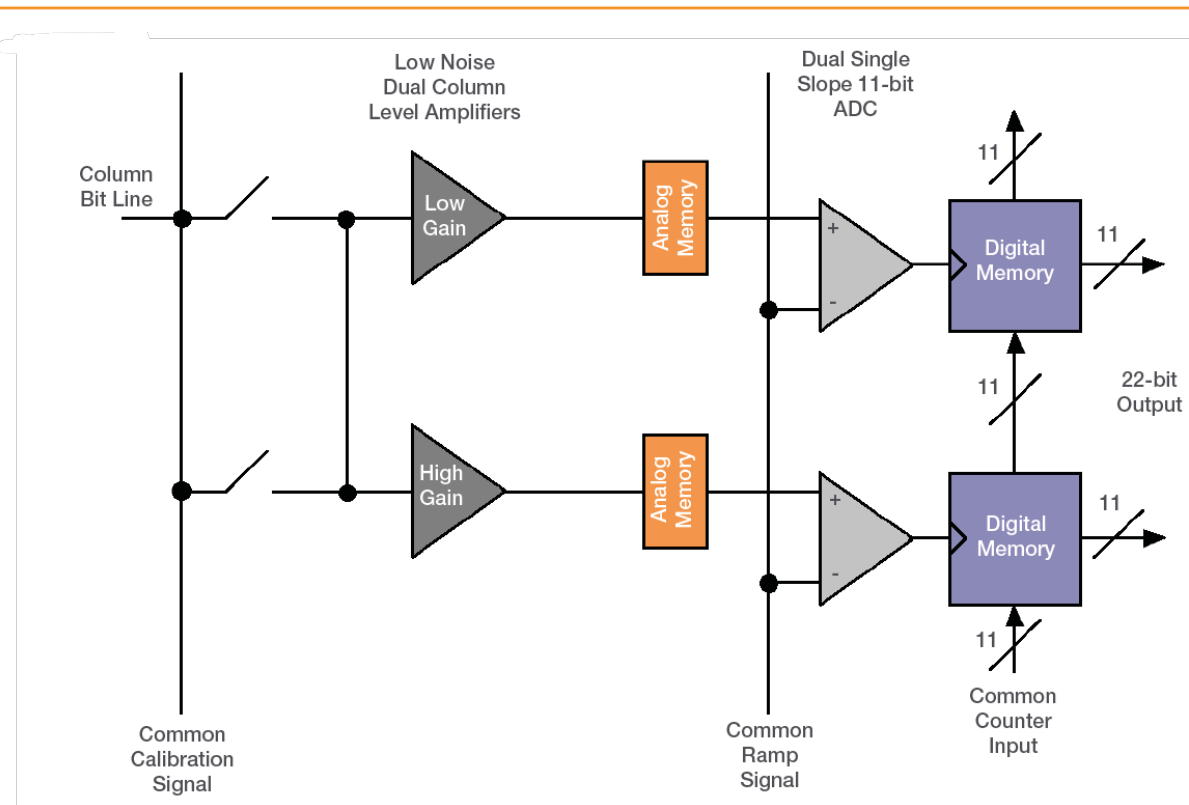 Low Noise
Dual Column
Level Amplifiers
Dual Single
Slope 11-bit
ADC
Column
Bit Line
Low
Gain
Analog
Memory
+
-
11
Digital
Memory
11
11
22-bit
Output
High
Gain
Analog
Memory
+
-
Digital
Memory
11
11
Common
Counter
Input
Common
Calibration
Signal
Common
Ramp
Signal